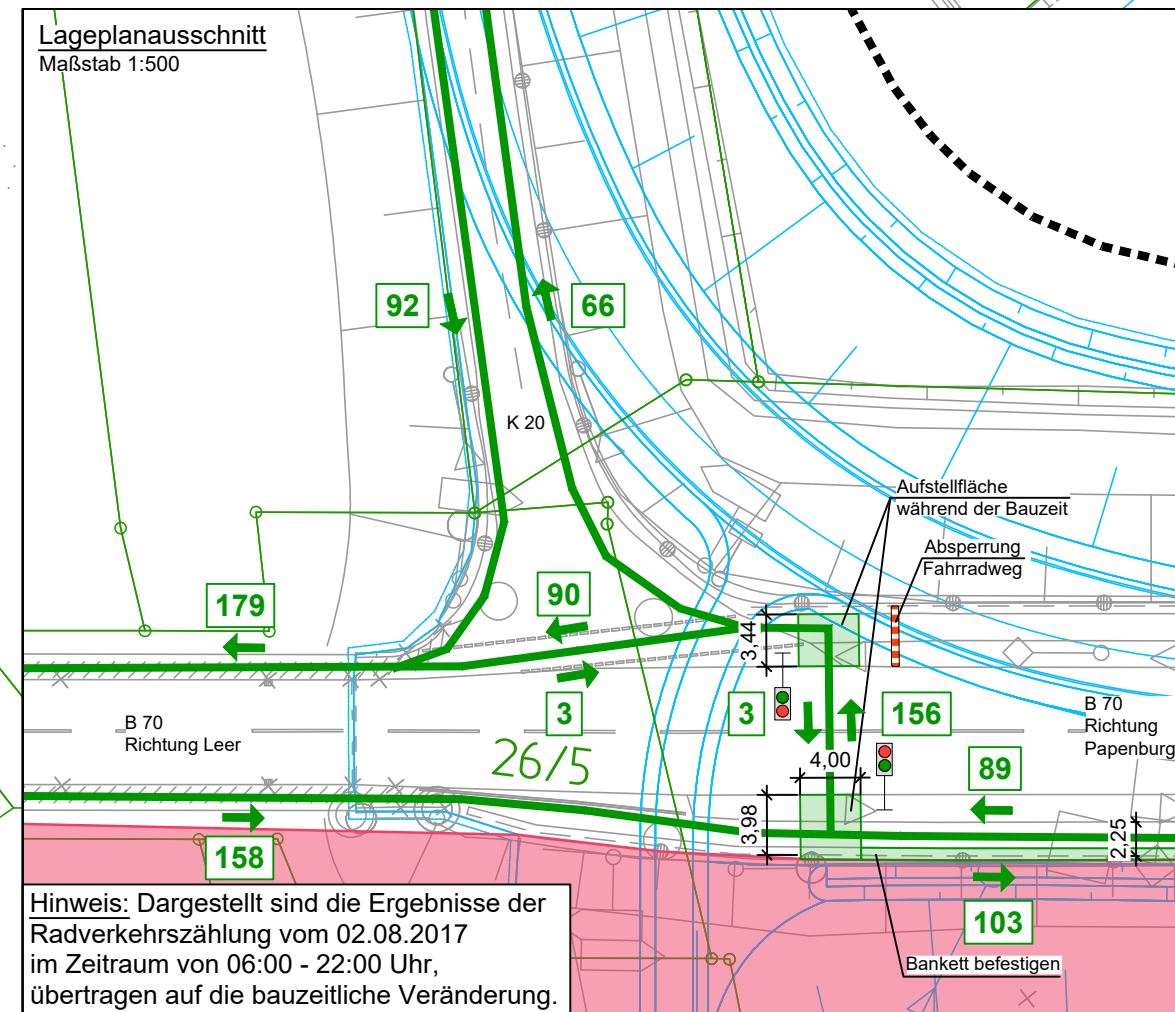 Lageplanausschnitt
Maßstab 1:500
92
66
K 20
Aufstellfläche
während der Bauzeit
Absperrung
Fahrradweg
179
90
3,44
3
3
156
B 70
Richtung Leer
B 70
Richtung
Papenburg
26/5
4,00
89
3,98
2,25
158
103
Bankett befestigen
Hinweis: Dargestellt sind die Ergebnisse der
Radverkehrszählung vom 02.08.2017
im Zeitraum von 06:00 - 22:00 Uhr,
übertragen auf die bauzeitliche Veränderung.